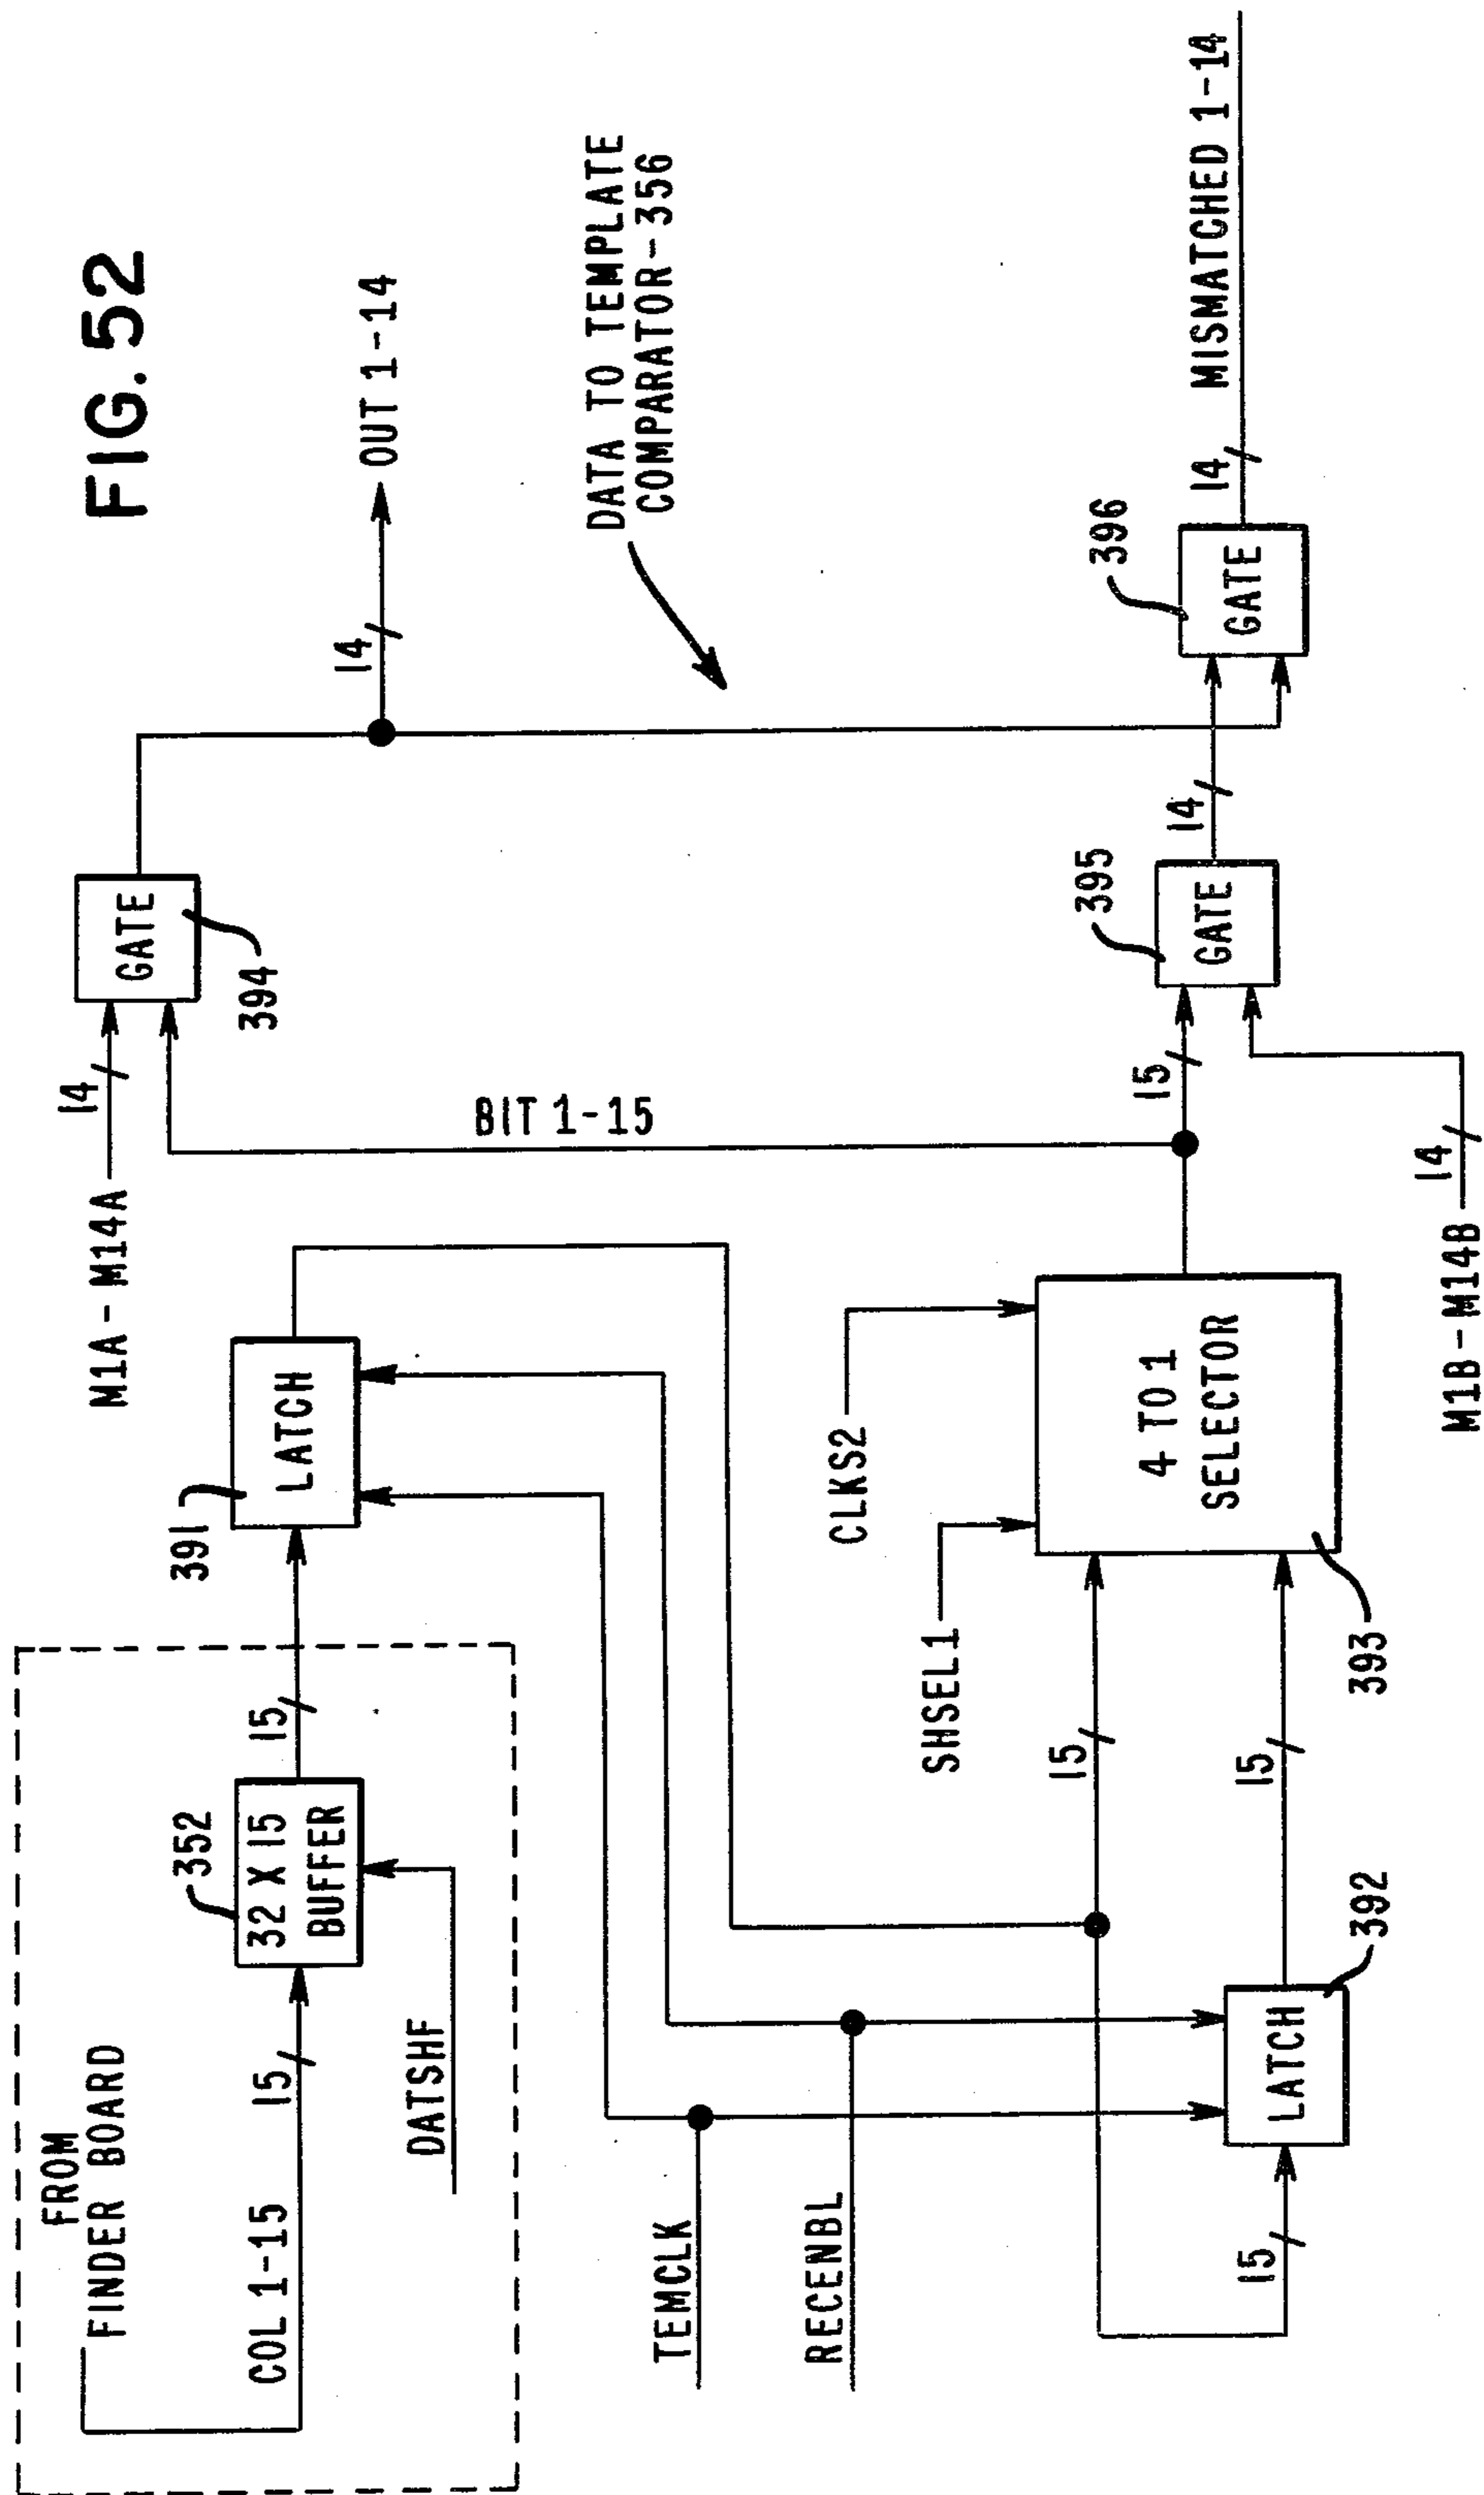 FIG. 52
FROM
FINDER BOARD
COL 1-15
15
352
32 X 15
BUFFER
DATSHF
15
391
LATCH
M1A - M14A
14
GATE
394
14
OUT 1-14
DATA TO TEMPLATE
COMPARATOR-356
BIT 1-15
TEMCLK
RECENBL
15
LATCH
392
15
15
SHSEL1
CLKS2
4 TO 1
SELECTOR
393
15
M1B - M14B
14
GATE
395
14
GATE
396
14
MISMATCHED 1-14